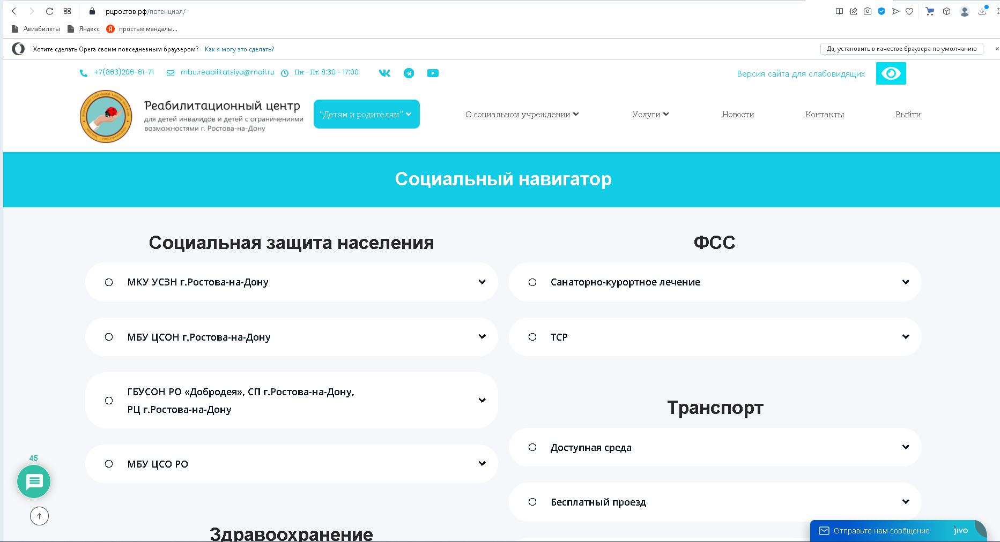 рцростов.рф/потенциал/
Авиабилеты
Яндекс
Я простые мандалы...
Хотите сделать Opera своим повседневным браузером? Как я могу это сделать?
Да, установить в качестве браузера по умолчанию
+7(863)206-61-71
mbu.reabilitatsiya@mail.ru
Пн - Пт: 8:30 - 17:00
Версия сайта для слабовидящих
Реабилитационный центр
для детей инвалидов и детей с ограничениями
возможностями г. Ростова-на-Дону
“Детям и родителям”
О социальном учреждении
Услуги
Новости
Контакты
Выйти
Социальный навигатор
Социальная защита населения
МКУ УСЗН г.Ростова-на-Дону
МБУ ЦСОН г.Ростова-на-Дону
ГБУСОН РО «Добродея», СП г.Ростова-на-Дону,
РЦ г.Ростова-на-Дону
МБУ ЦСО РО
Здравоохранение
ФСС
Санаторно-курортное лечение
ТСР
Транспорт
Доступная среда
Бесплатный проезд
45
Отправьте нам сообщение
jivo